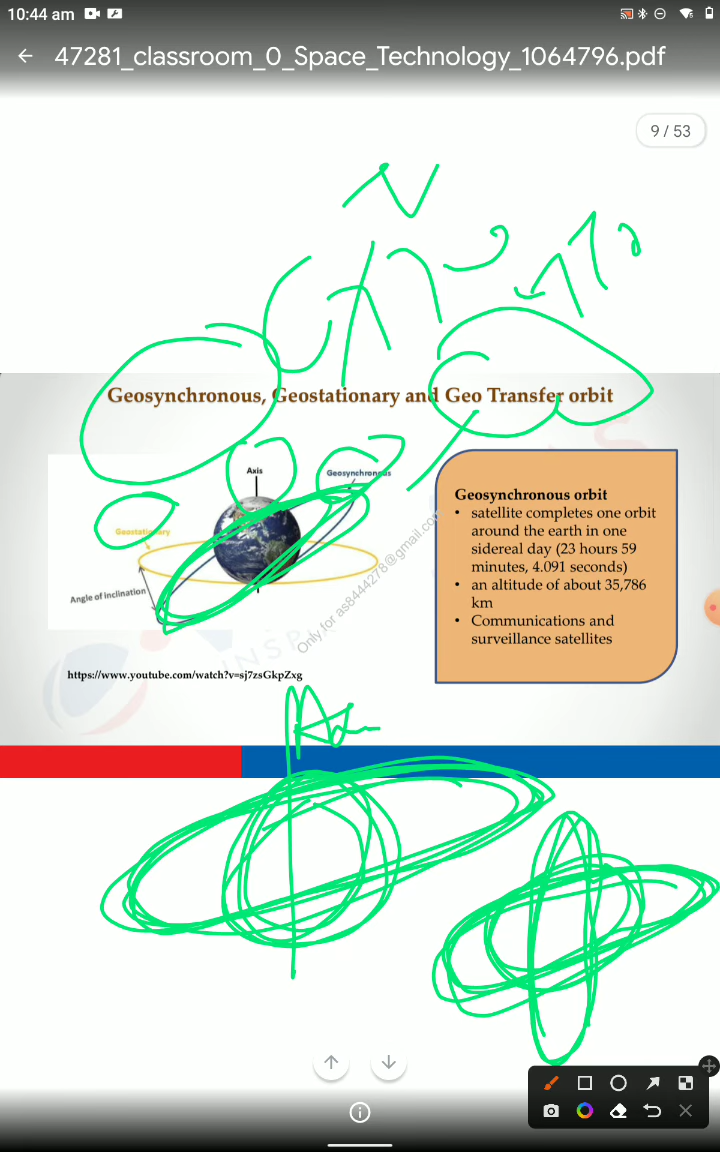 10:44 am
47281_classroom_0_Space_Technology_1064796.pdf
9 / 53
N
Geosynchronous, Geostationary and Geo Transfer orbit
Axis
Geosynchronous
Geostationary
Angle of inclination
Geosynchronous orbit
• satellite completes one orbit
around the earth in one
sidereal day (23 hours 59
minutes, 4.091 seconds)
• an altitude of about 35,786
km
• Communications and
surveillance satellites
Only for as8444278@gmail.co
INSP
S
https://www.youtube.com/watch?v=sj7zsGkpZxg